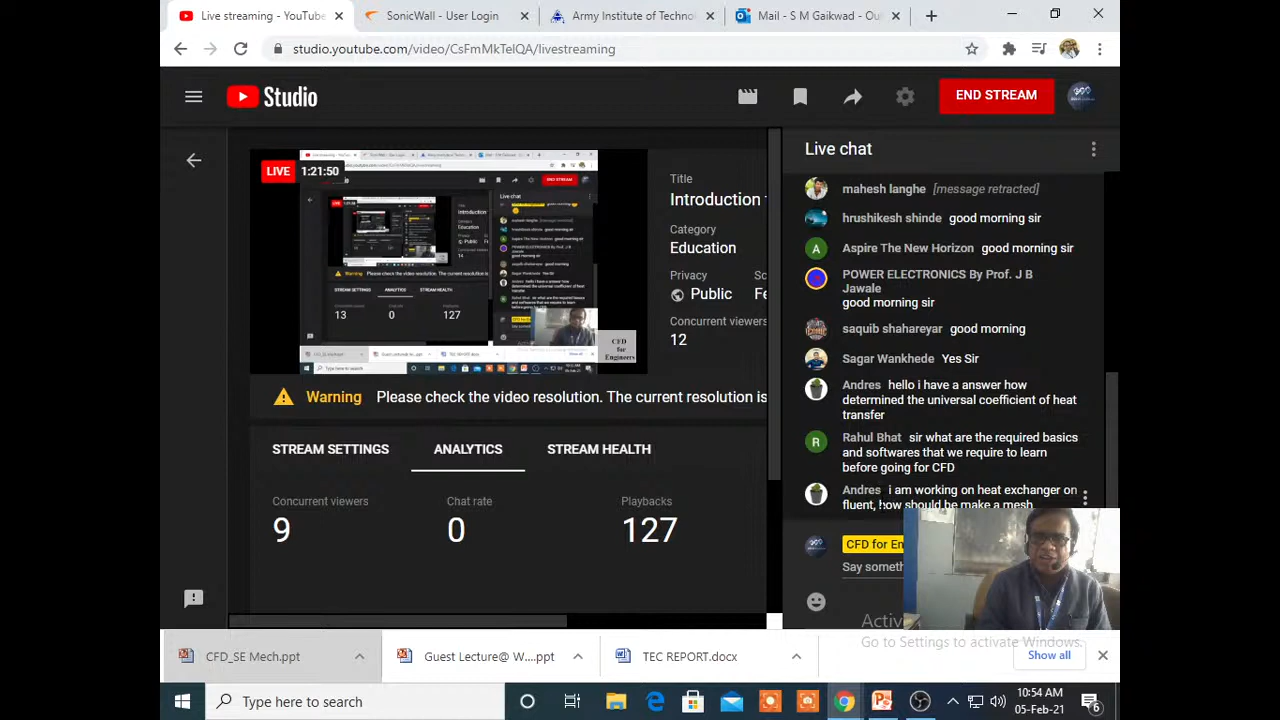 Live streaming - YouTube
SonicWall - User Login
Army Institute of Technol
Mail - S M Gaikwad - Ou
studio.youtube.com/video/CsFmMkTelQA/livestreaming
Studio
END STREAM
LIVE 1:21:50
CFD
for
Engineers
Title
Introduction
Category
Education
Privacy
Public
Concurrent viewers
12
Warning Please check the video resolution. The current resolution is
STREAM SETTINGS ANALYTICS STREAM HEALTH
Concurrent viewers Chat rate Playbacks
9 0 127
Live chat
mahesh langhe [message retracted]
hrushikesh shinde good morning sir
Aspire The New Horizon good morning sir
POWER ELECTRONICS By Prof. J B
Jawale
good morning sir
saquib shahareyar good morning
Sagar Wankhede Yes Sir
Andres hello i have a answer how
determined the universal coefficient of heat
transfer
Rahul Bhat sir what are the required basics
and softwares that we require to learn
before going for CFD
Andres i am working on heat exchanger on
fluent, how should be make a mesh
CFD for En
Say someth
Activ
Go to Settings to activate Windows.
CFD_SE Mech.ppt
Guest Lecture@ W....ppt
TEC REPORT.docx
Show all
Type here to search
10:54 AM
05-Feb-21
6